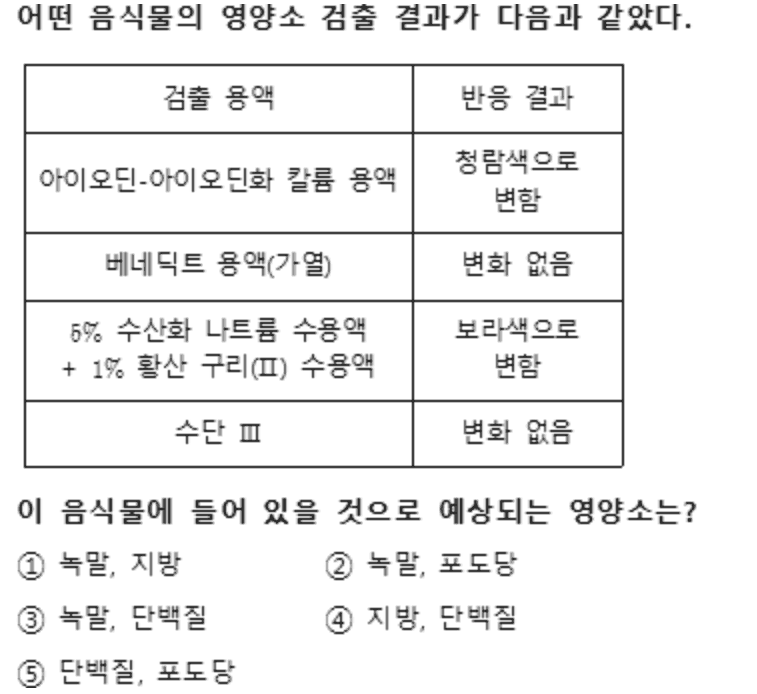 어떤 음식물의 영양소 검출 결과가 다음과 같았다.
검출 용액 반응 결과
아이오딘-아이오딘화 칼륨 용액 청람색으로 변함
베네딕트 용액(가열) 변화 없음
5% 수산화 나트륨 수용액
+ 1% 황산 구리(Ⅱ) 수용액 보라색으로 변함
수단 Ⅲ 변화 없음
이 음식물에 들어 있을 것으로 예상되는 영양소는?
① 녹말, 지방 ② 녹말, 포도당
③ 녹말, 단백질 ④ 지방, 단백질
⑤ 단백질, 포도당